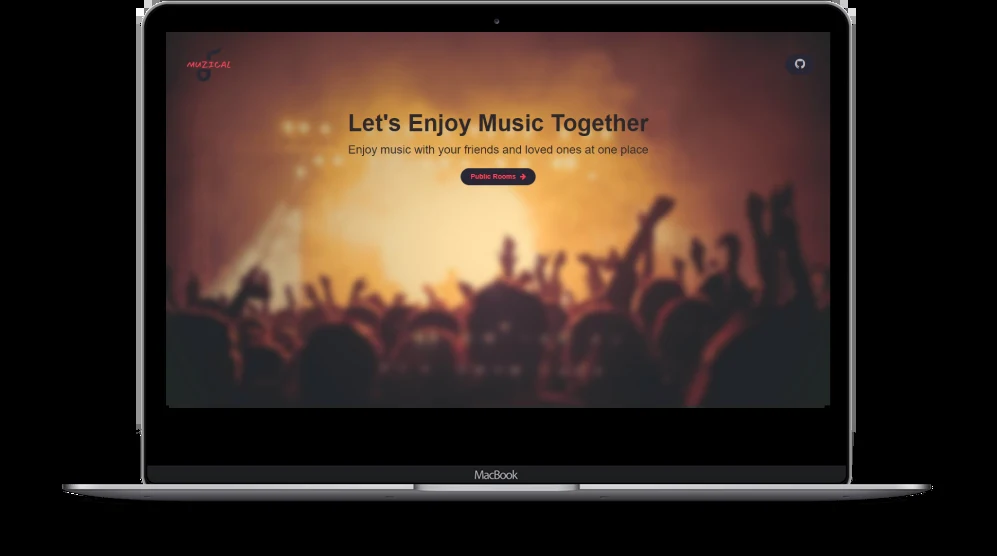 MUZICAL
Let's Enjoy Music Together
Enjoy music with your friends and loved ones at one place
Public Rooms
MacBook